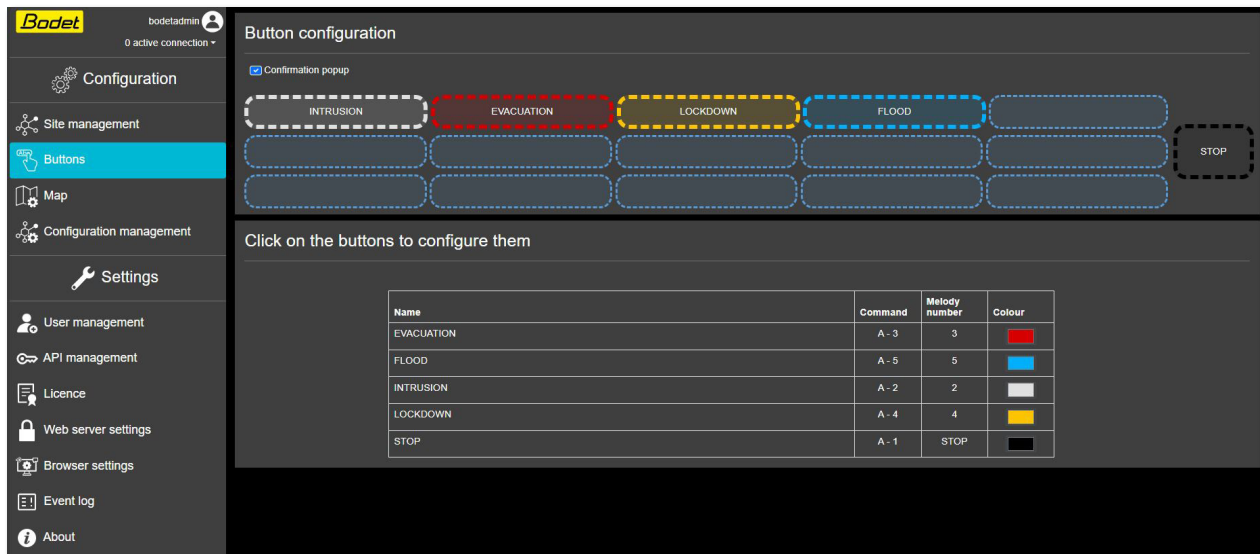 Bodet
bodetadmin
0 active connection
Configuration
Site management
Buttons
Map
Configuration management
Settings
User management
API management
Licence
Web server settings
Browser settings
Event log
About
Button configuration
Confirmation popup
INTRUSION EVACUATION LOCKDOWN FLOOD
STOP
Click on the buttons to configure them
Name Command Melody number Colour
EVACUATION A - 3 3
FLOOD A - 5 5
INTRUSION A - 2 2
LOCKDOWN A - 4 4
STOP A - 1 STOP